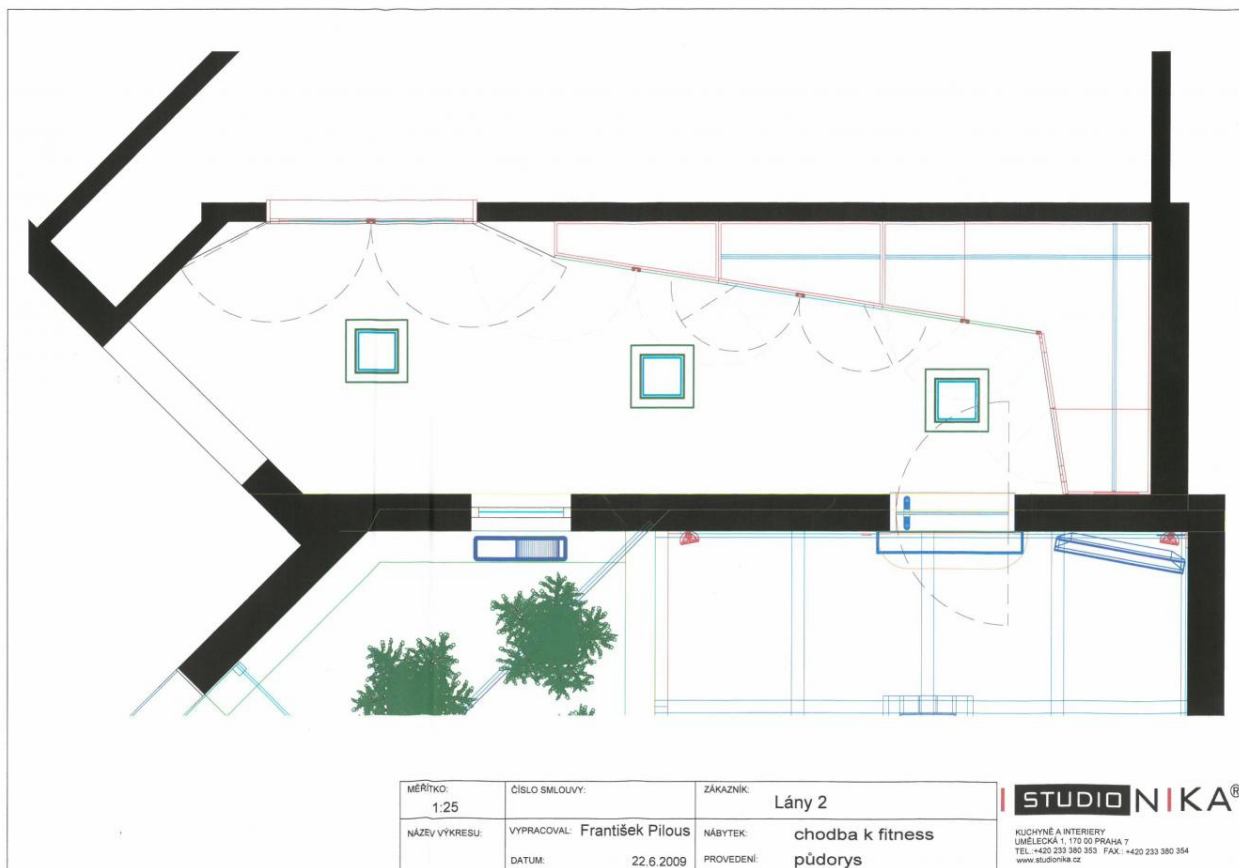 MĚŘÍTKO:
1:25
ČÍSLO SMLOUVY:
ZÁKAZNÍK:
Lány 2
NÁZEV VÝKRESU:
VYPRACOVAL: František Pilous
NÁBYTEK: chodba k fitness
DATUM: 22.6.2009
PROVEDENÍ: půdorys
STUDIO NIKA®
KUCHYNĚ A INTERIERY
UMĚLECKÁ 1, 170 00 PRAHA 7
TEL.:+420 233 380 353 FAX.: +420 233 380 354
www.studionika.cz